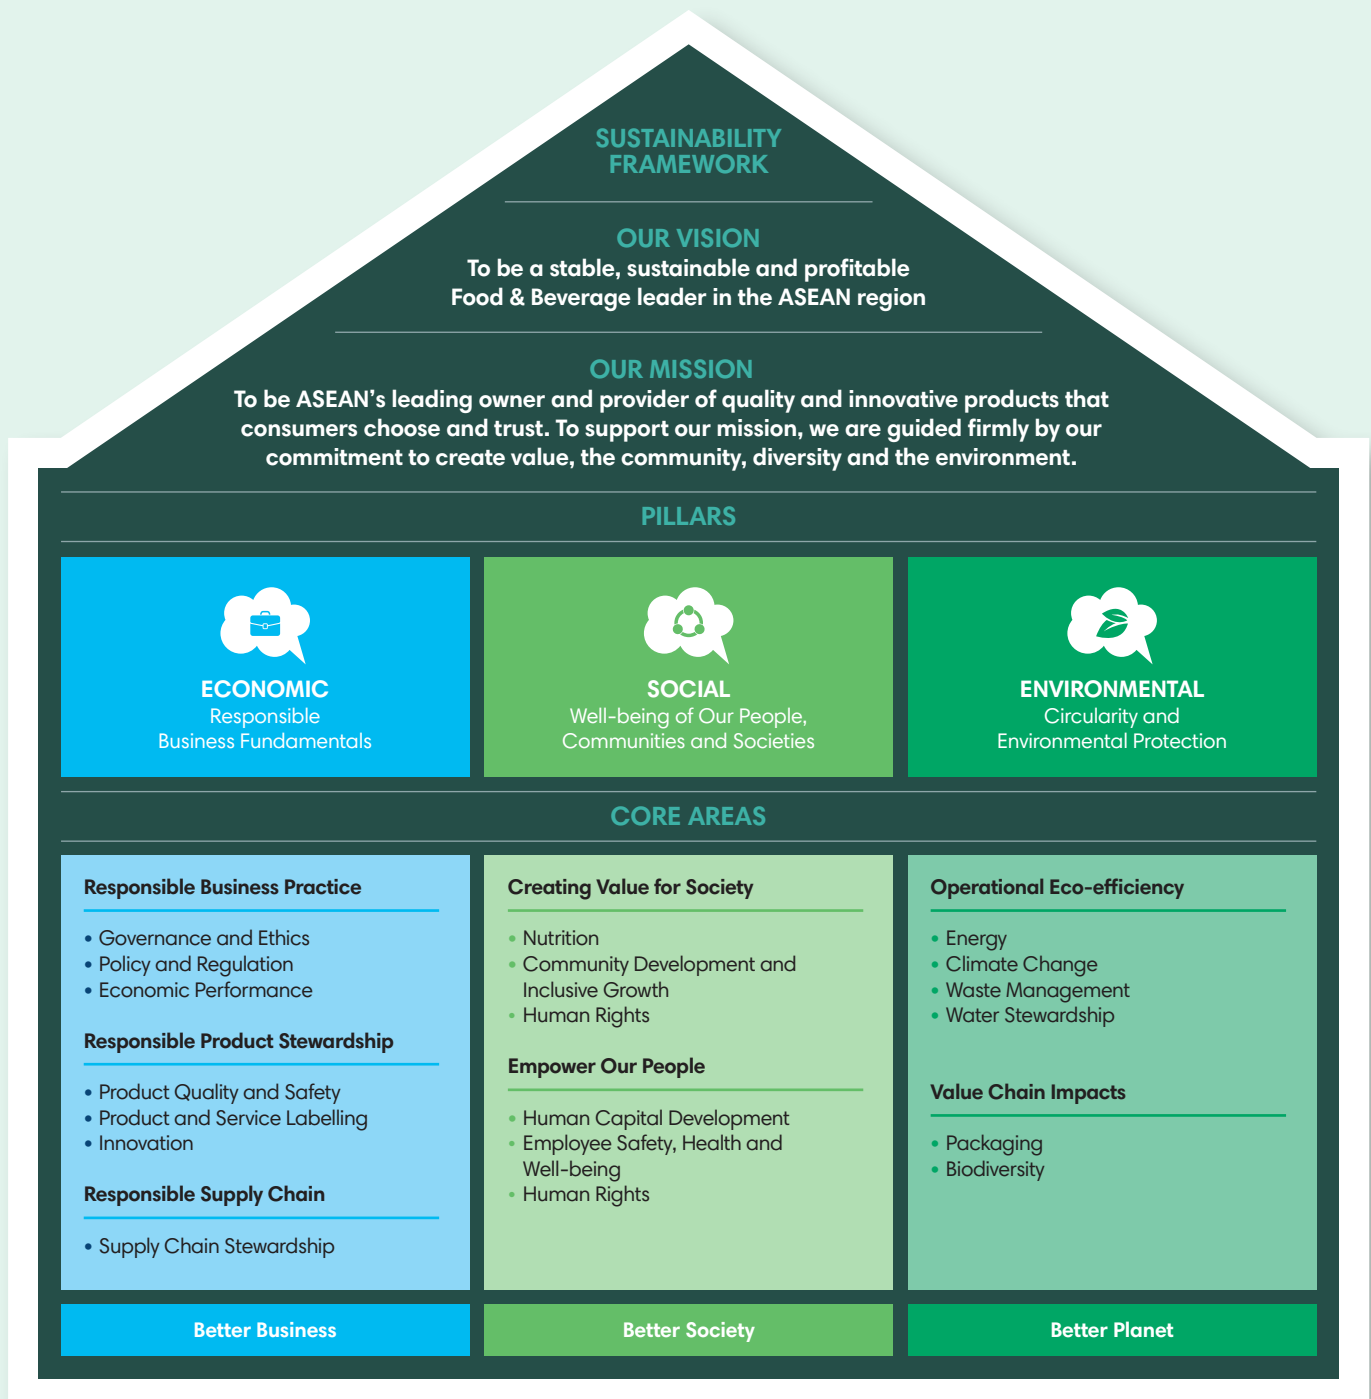 SUSTAINABILITY
FRAMEWORK
OUR VISION
To be a stable, sustainable and profitable
Food & Beverage leader in the ASEAN region
OUR MISSION
To be ASEAN’s leading owner and provider of quality and innovative products that
consumers choose and trust. To support our mission, we are guided firmly by our
commitment to create value, the community, diversity and the environment.
PILLARS
ECONOMIC
Responsible
Business Fundamentals
SOCIAL
Well-being of Our People,
Communities and Societies
ENVIRONMENTAL
Circularity and
Environmental Protection
CORE AREAS
Responsible Business Practice
• Governance and Ethics
• Policy and Regulation
• Economic Performance
Responsible Product Stewardship
• Product Quality and Safety
• Product and Service Labelling
• Innovation
Responsible Supply Chain
• Supply Chain Stewardship
Creating Value for Society
• Nutrition
• Community Development and
Inclusive Growth
• Human Rights
Empower Our People
• Human Capital Development
• Employee Safety, Health and
Well-being
• Human Rights
Operational Eco-efficiency
• Energy
• Climate Change
• Waste Management
• Water Stewardship
Value Chain Impacts
• Packaging
• Biodiversity
Better Business
Better Society
Better Planet